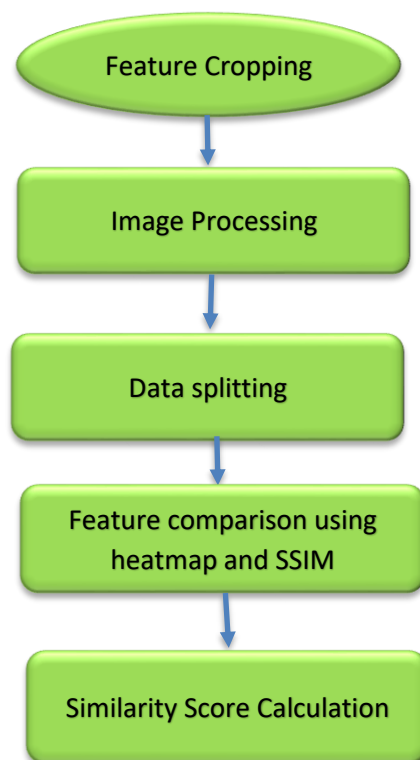 Feature Cropping
Image Processing
Data splitting
Feature comparison using
heatmap and SSIM
Similarity Score Calculation